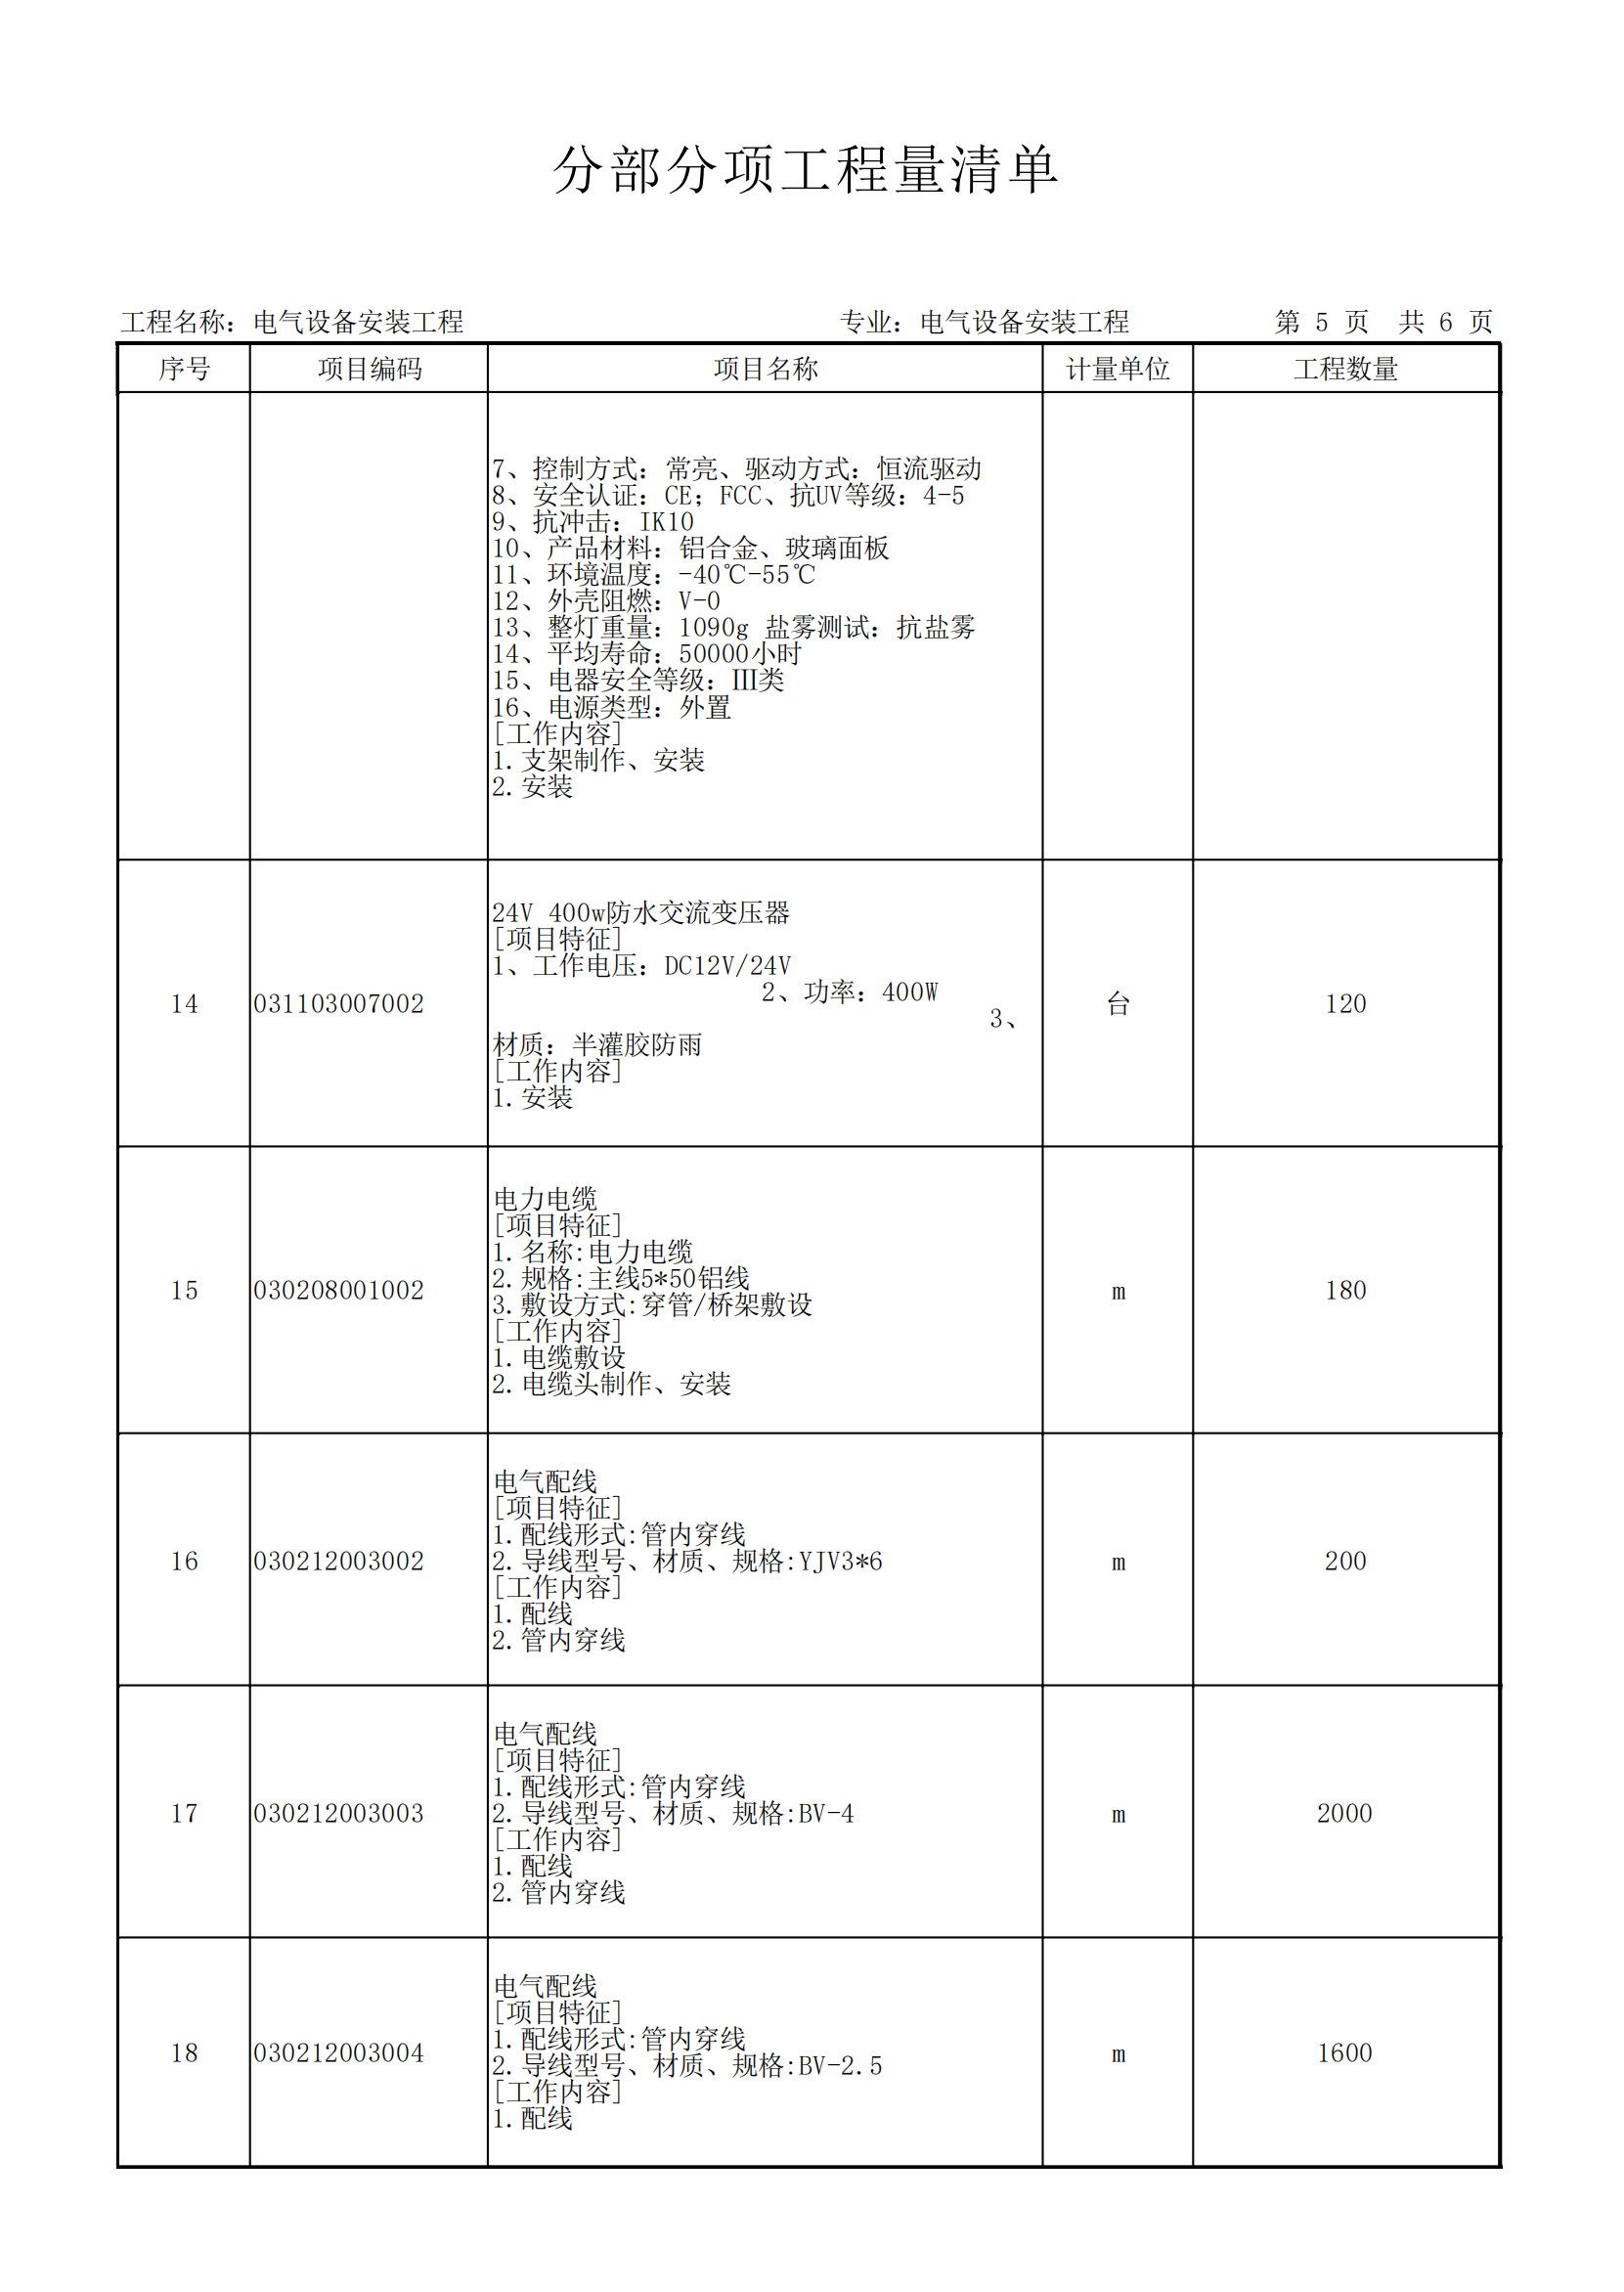 分部分项工程量清单
工程名称：电气设备安装工程 专业：电气设备安装工程 第 5 页 共 6 页
序号 项目编码 项目名称 计量单位 工程数量
7、控制方式：常亮、驱动方式：恒流驱动
8、安全认证：CE；FCC、抗UV等级：4-5
9、抗冲击：IK10
10、产品材料：铝合金、玻璃面板
11、环境温度：-40℃-55℃
12、外壳阻燃：V-0
13、整灯重量：1090g 盐雾测试：抗盐雾
14、平均寿命：50000小时
15、电器安全等级：Ⅲ类
16、电源类型：外置
[工作内容]
1.支架制作、安装
2.安装
14 031103007002
24V 400w防水交流变压器
[项目特征]
1、工作电压：DC12V/24V
2、功率：400W
3、
材质：半灌胶防雨
[工作内容]
1.安装
台 120
15 030208001002
电力电缆
[项目特征]
1.名称:电力电缆
2.规格:主线5*50铝线
3.敷设方式:穿管/桥架敷设
[工作内容]
1.电缆敷设
2.电缆头制作、安装
m 180
16 030212003002
电气配线
[项目特征]
1.配线形式:管内穿线
2.导线型号、材质、规格:YJV3*6
[工作内容]
1.配线
2.管内穿线
m 200
17 030212003003
电气配线
[项目特征]
1.配线形式:管内穿线
2.导线型号、材质、规格:BV-4
[工作内容]
1.配线
2.管内穿线
m 2000
18 030212003004
电气配线
[项目特征]
1.配线形式:管内穿线
2.导线型号、材质、规格:BV-2.5
[工作内容]
1.配线
m 1600